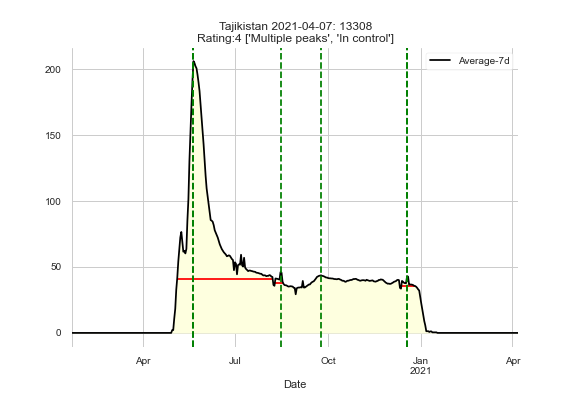 Tajikistan 2021-04-07: 13308
Rating:4 ['Multiple peaks', 'In control']
Average-7d
200
150
100
50
0
Apr
Jul
Oct
Jan
2021
Apr
Date